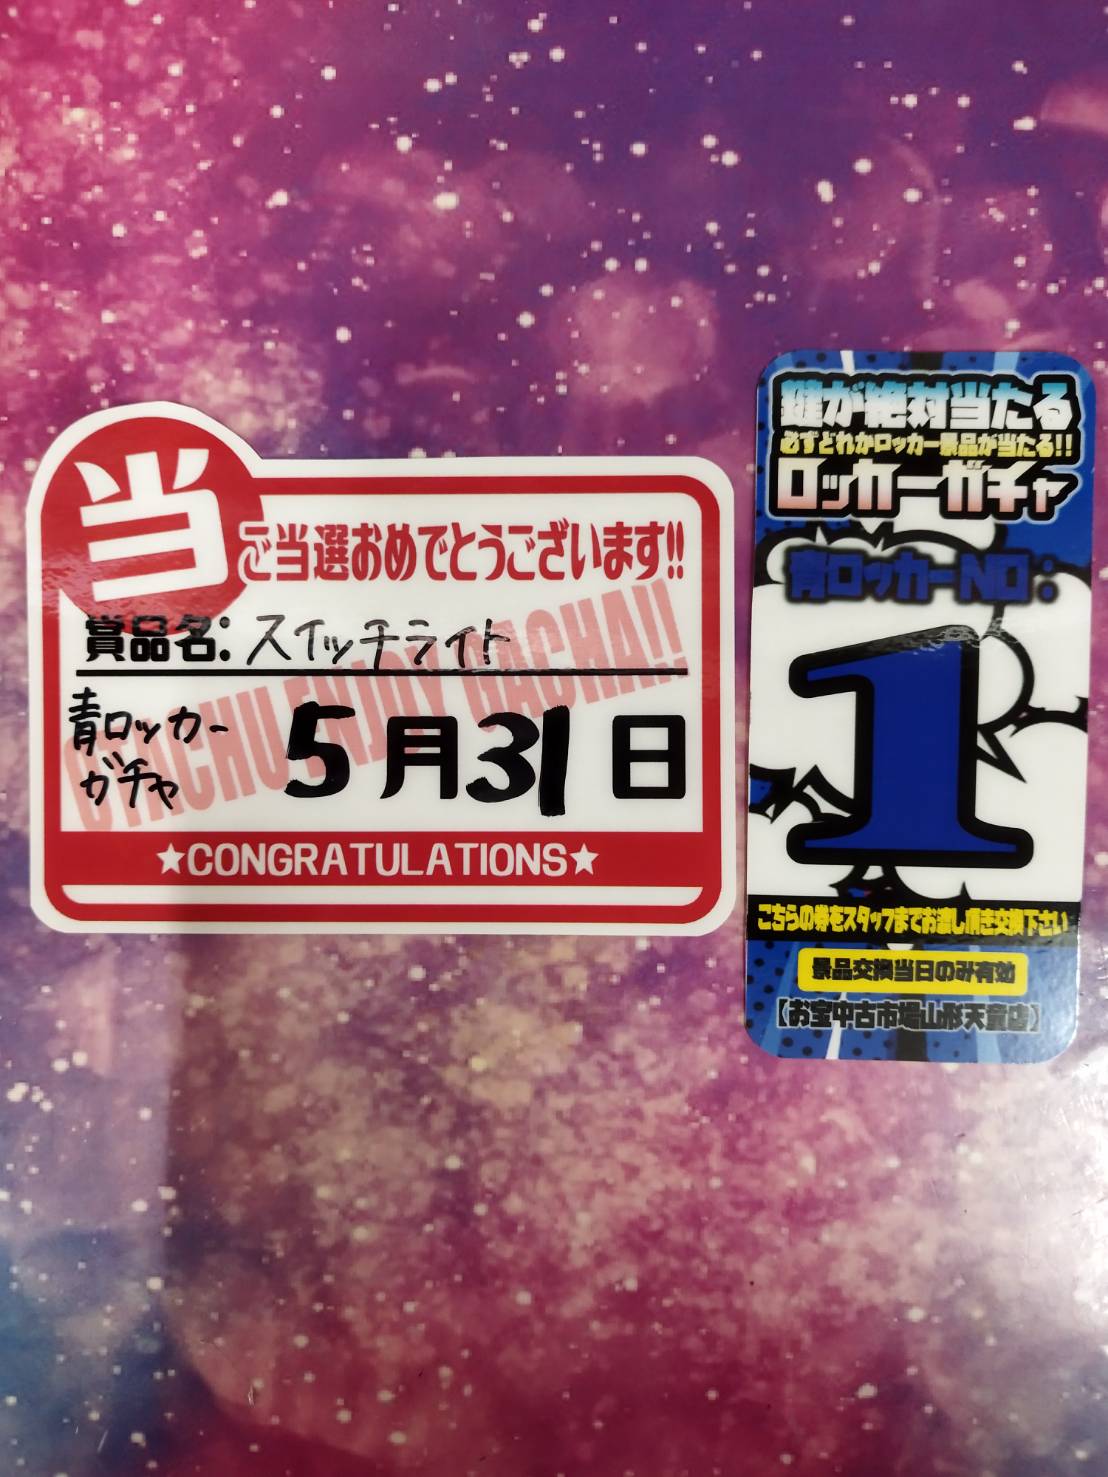 当
ご当選おめでとうございます!!
賞品名:スイッチライト
OTACHU ENJOY GACHA!!
青ロッカー
ガチャ
5月31日
★CONGRATULATIONS★
鍵が絶対当たる
必ずどれかロッカー景品が当たる!!
ロッカーガチャ
青ロッカーNO:
1
こちらの券をスタッフまでお渡し頂き交換下さい
景品交換当日のみ有効
【お宝中古市場山形天童店】